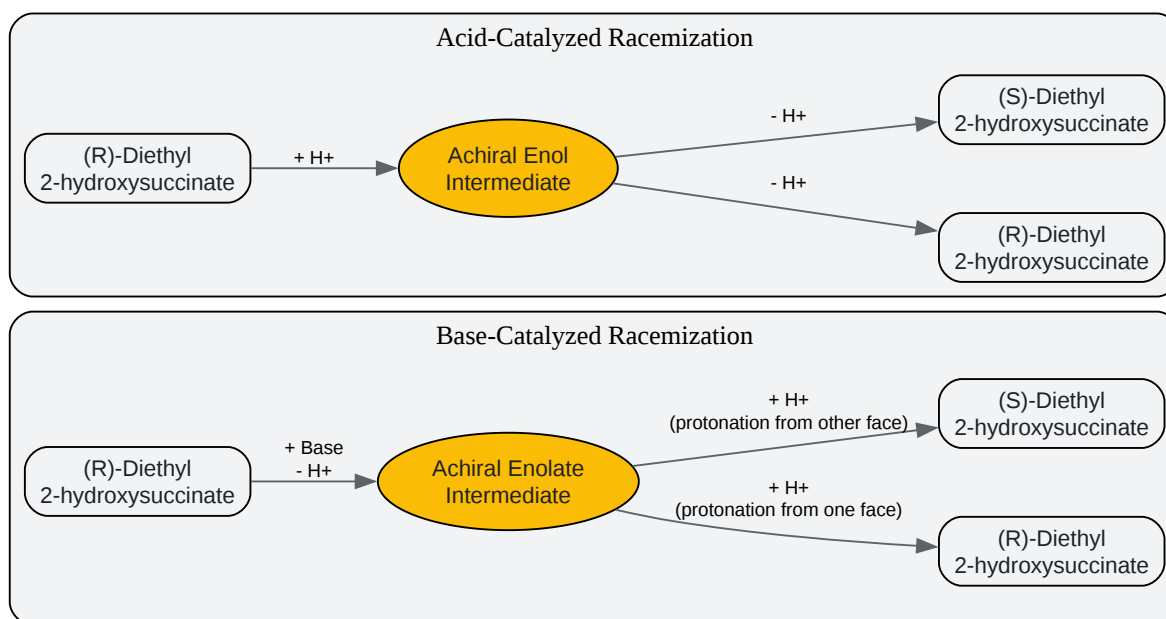 Acid-Catalyzed Racemization
(R)-Diethyl
2-hydroxysuccinate
+ H+
Achiral Enol
Intermediate
- H+
- H+
(S)-Diethyl
2-hydroxysuccinate
(R)-Diethyl
2-hydroxysuccinate
Base-Catalyzed Racemization
(R)-Diethyl
2-hydroxysuccinate
+ Base
- H+
Achiral Enolate
Intermediate
+ H+
(protonation from other face)
+ H+
(protonation from one face)
(S)-Diethyl
2-hydroxysuccinate
(R)-Diethyl
2-hydroxysuccinate